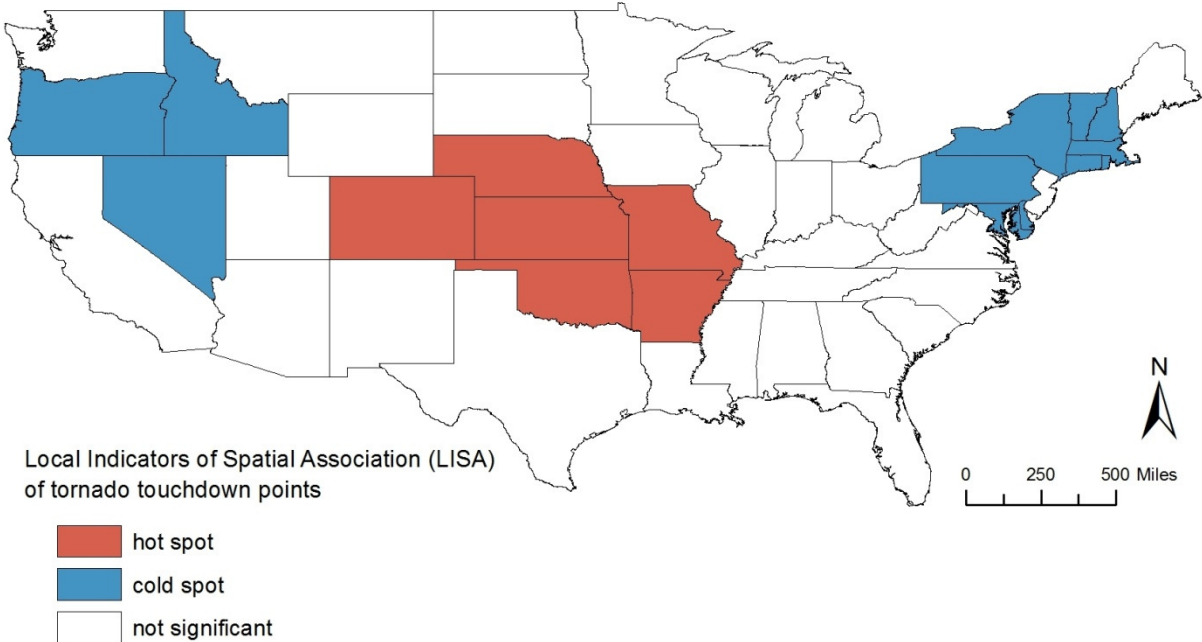 N
0 250 500 Miles
Local Indicators of Spatial Association (LISA)
of tornado touchdown points
hot spot
cold spot
not significant